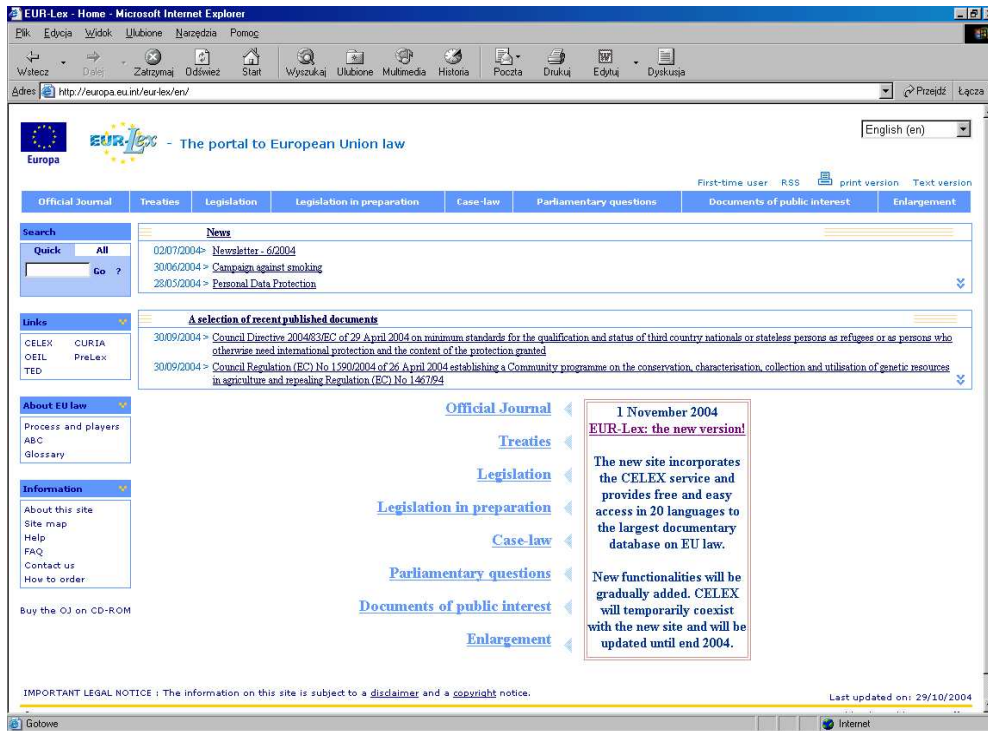 EUR-Lex - Home - Microsoft Internet Explorer
Plik Edycja Widok Ulubione Narzędzia Pomoc
Wstecz Dalej Zatrzymaj Odśwież Start Wyszukaj Ulubione Multimedia Historia Poczta Drukuj Edytuj Dyskusja
Adres http://europa.eu.int/eur-lex/en/ Przejdź Łącza
English (en)
EUR-Lex - The portal to European Union law
Europa
First-time user RSS print version Text version
Official Journal Treaties Legislation Legislation in preparation Case-law Parliamentary questions Documents of public interest Enlargement
Search
Quick All
Go ?
News
02/07/2004> Newsletter - 6/2004
30/06/2004 > Campaign against smoking
28/05/2004 > Personal Data Protection
Links
CELEX CURIA
OEIL PreLex
TED
A selection of recent published documents
30/09/2004 > Council Directive 2004/83/EC of 29 April 2004 on minimum standards for the qualification and status of third country nationals or stateless persons as refugees or as persons who
otherwise need international protection and the content of the protection granted
30/09/2004 > Council Regulation (EC) No 1590/2004 of 26 April 2004 establishing a Community programme on the conservation, characterisation, collection and utilisation of genetic resources
in agriculture and repealing Regulation (EC) No 1467/94
About EU law
Process and players
ABC
Glossary
Information
About this site
Site map
Help
FAQ
Contact us
How to order
Buy the OJ on CD-ROM
Official Journal
Treaties
Legislation
Legislation in preparation
Case-law
Parliamentary questions
Documents of public interest
Enlargement
1 November 2004
EUR-Lex: the new version!
The new site incorporates
the CELEX service and
provides free and easy
access in 20 languages to
the largest documentary
database on EU law.
New functionalities will be
gradually added. CELEX
will temporarily coexist
with the new site and will be
updated until end 2004.
IMPORTANT LEGAL NOTICE : The information on this site is subject to a disclaimer and a copyright notice.
Last updated on: 29/10/2004
Gotowe Internet